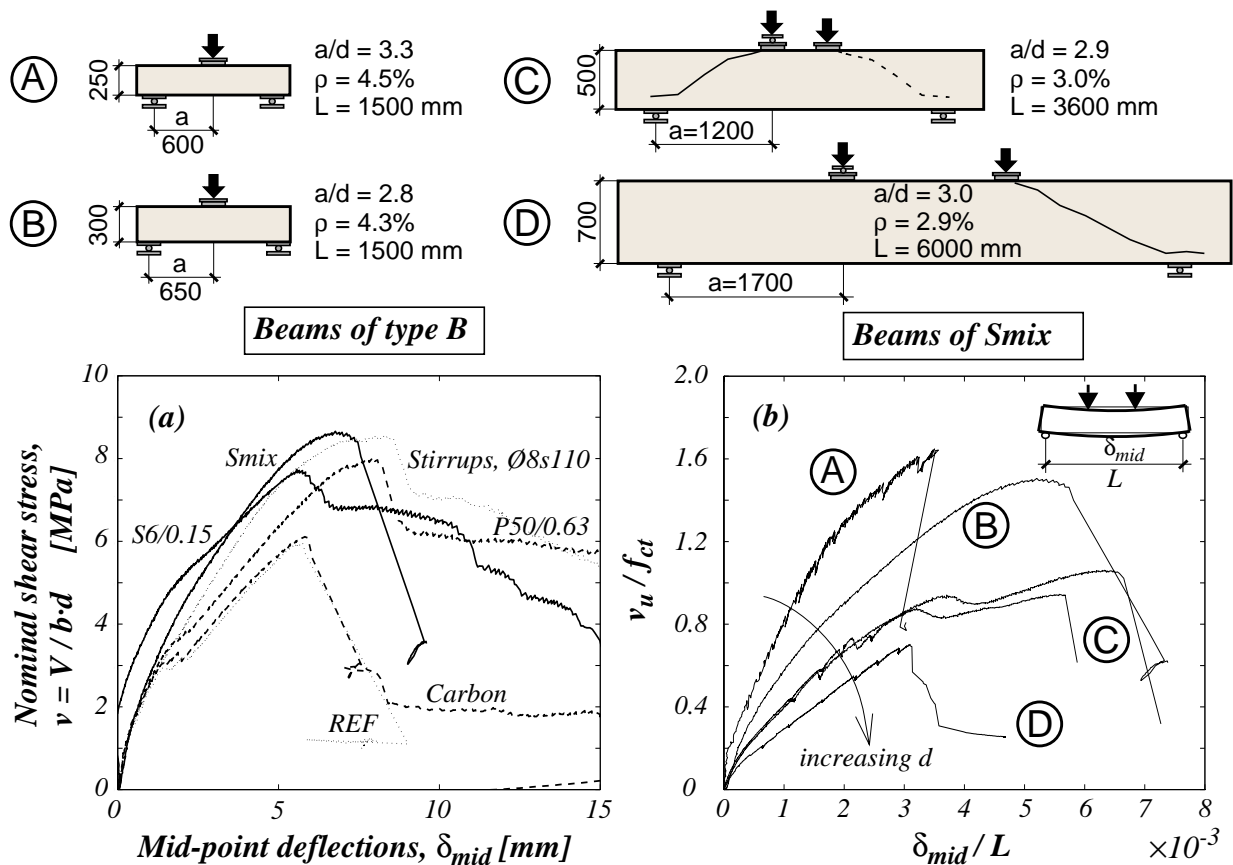 A
250
a
600
a/d = 3.3
ρ = 4.5%
L = 1500 mm
B
300
a
650
a/d = 2.8
ρ = 4.3%
L = 1500 mm
C
500
a=1200
a/d = 2.9
ρ = 3.0%
L = 3600 mm
D
700
a=1700
a/d = 3.0
ρ = 2.9%
L = 6000 mm
Beams of type B
Nominal shear stress,
v = V / b·d [MPa]
10
8
6
4
2
0
(a)
Smix
Stirrups, Ø8s110
S6/0.15
P50/0.63
Carbon
REF
0 5 10 15
Mid-point deflections, δmid [mm]
Beams of Smix
vu / fct
2.0
1.6
1.2
0.8
0.4
0
(b)
δmid
L
A
B
C
D
increasing d
0 1 2 3 4 5 6 7 8
δmid / L ×10-3